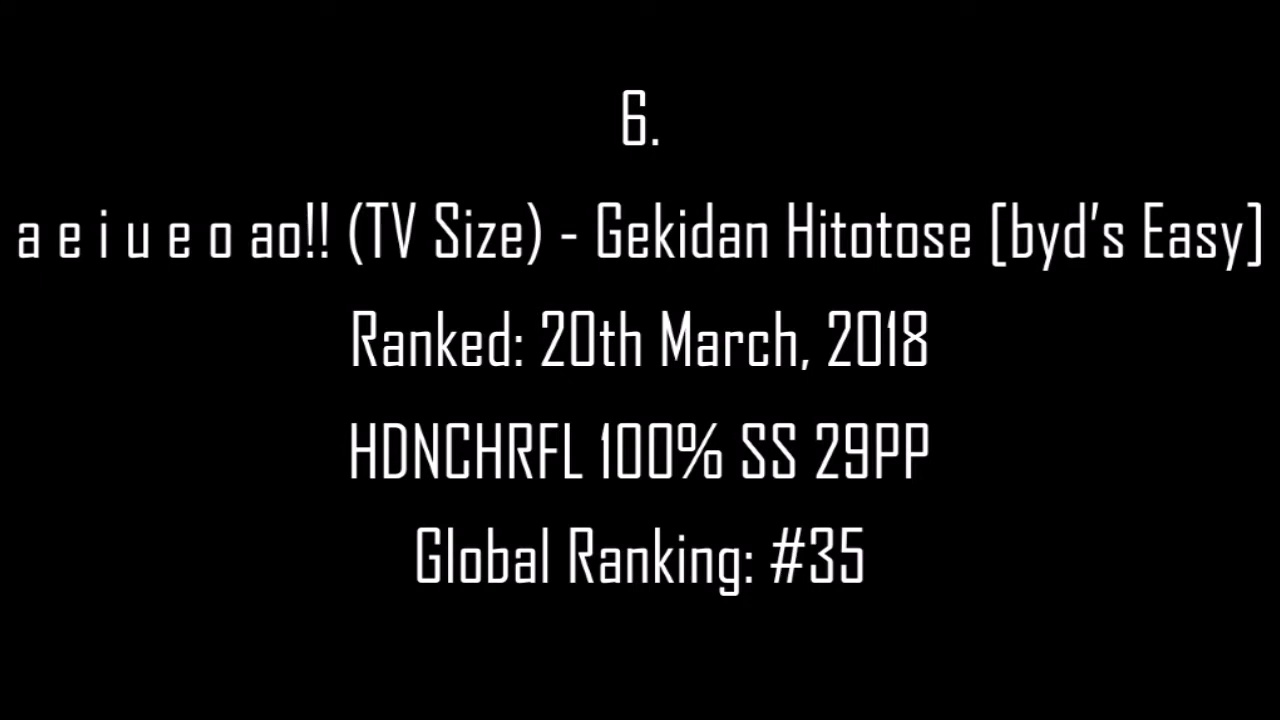 6.
a e i u e o ao!! (TV Size) - Gekidan Hitotose [byd's Easy]
Ranked: 20th March, 2018
HDNCHRFL 100% SS 29PP
Global Ranking: #35